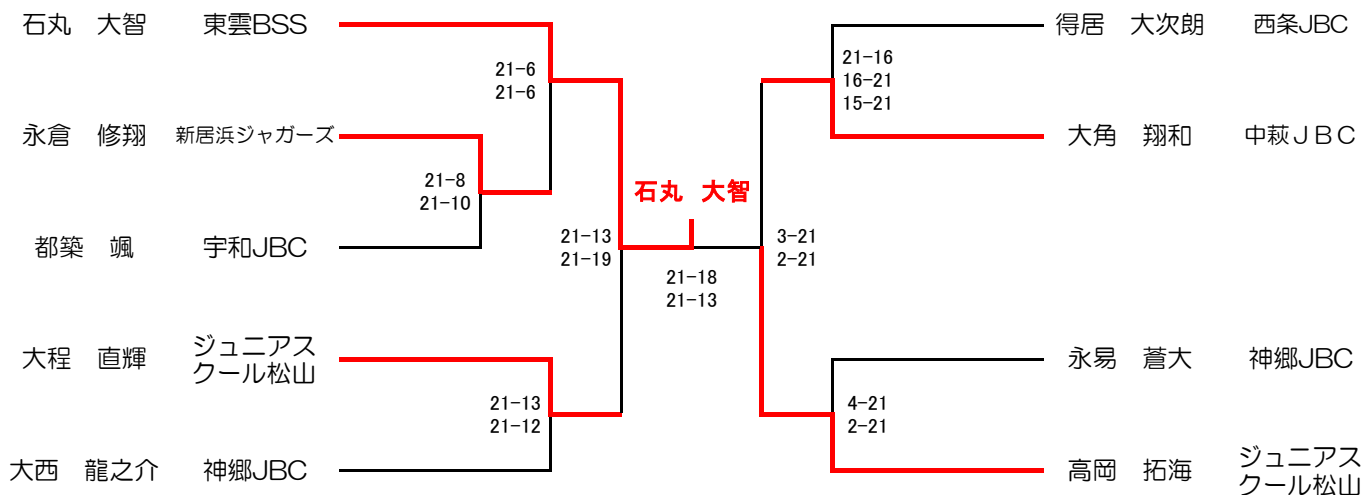 石丸　大智　東雲BSS
21-6
21-6
永倉　修翔　新居浜ジャガーズ
21-8
21-10
都築　颯　宇和JBC
21-13
21-19
大程　直輝　ジュニアス
クール松山
21-13
21-12
大西　龍之介　神郷JBC
石丸　大智
21-18
21-13
得居　大次朗　西条JBC
21-16
16-21
15-21
大角　翔和　中萩ＪＢＣ
3-21
2-21
永易　蒼大　神郷JBC
4-21
2-21
高岡　拓海　ジュニアス
クール松山